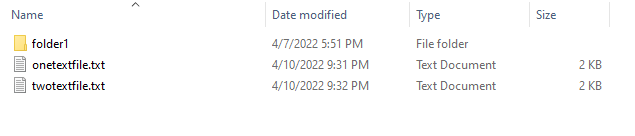 Name Date modified Type Size
folder1 4/7/2022 5:51 PM File folder
onetextfile.txt 4/10/2022 9:31 PM Text Document 2 KB
twotextfile.txt 4/10/2022 9:32 PM Text Document 2 KB